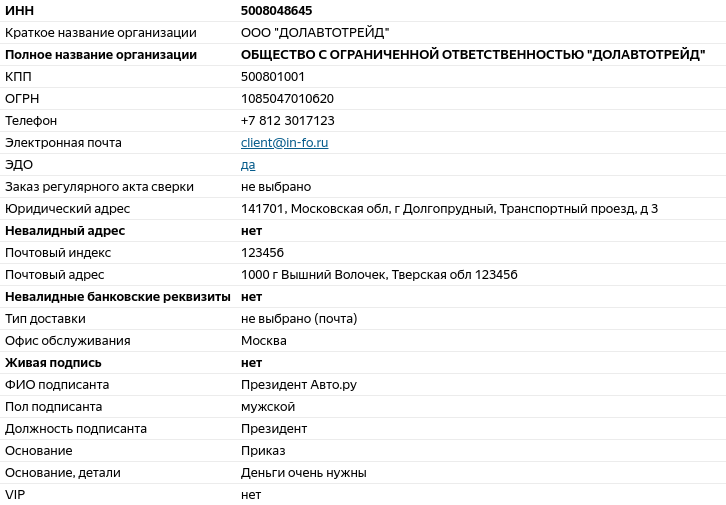 ИНН 5008048645
Краткое название организации ООО "ДОЛАВТОТРЕЙД"
Полное название организации ОБЩЕСТВО С ОГРАНИЧЕННОЙ ОТВЕТСТВЕННОСТЬЮ "ДОЛАВТОТРЕЙД"
КПП 500801001
ОГРН 1085047010620
Телефон +7 812 3017123
Электронная почта client@in-fo.ru
ЭДО да
Заказ регулярного акта сверки не выбрано
Юридический адрес 141701, Московская обл, г Долгопрудный, Транспортный проезд, д 3
Невалидный адрес нет
Почтовый индекс 123456
Почтовый адрес 1000 г Вышний Волочек, Тверская обл 123456
Невалидные банковские реквизиты нет
Тип доставки не выбрано (почта)
Офис обслуживания Москва
Живая подпись нет
ФИО подписанта Президент Авто.ру
Пол подписанта мужской
Должность подписанта Президент
Основание Приказ
Основание, детали Деньги очень нужны
VIP нет